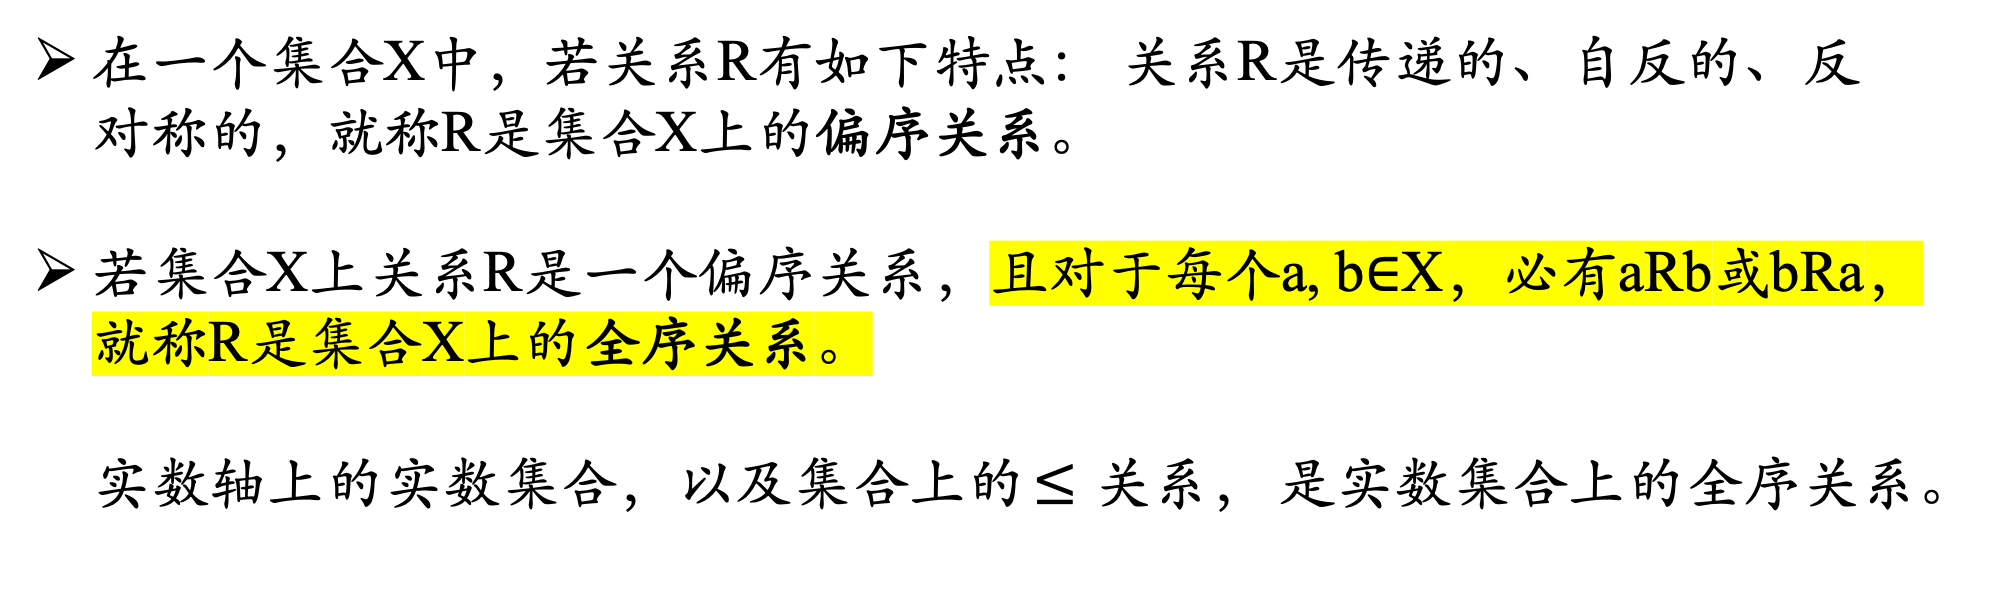 ➢ 在一个集合X中，若关系R有如下特点： 关系R是传递的、自反的、反
对称的，就称R是集合X上的偏序关系。
➢ 若集合X上关系R是一个偏序关系，且对于每个a, b∈X，必有aRb或bRa，
就称R是集合X上的全序关系。
实数轴上的实数集合，以及集合上的≤ 关系，是实数集合上的全序关系。